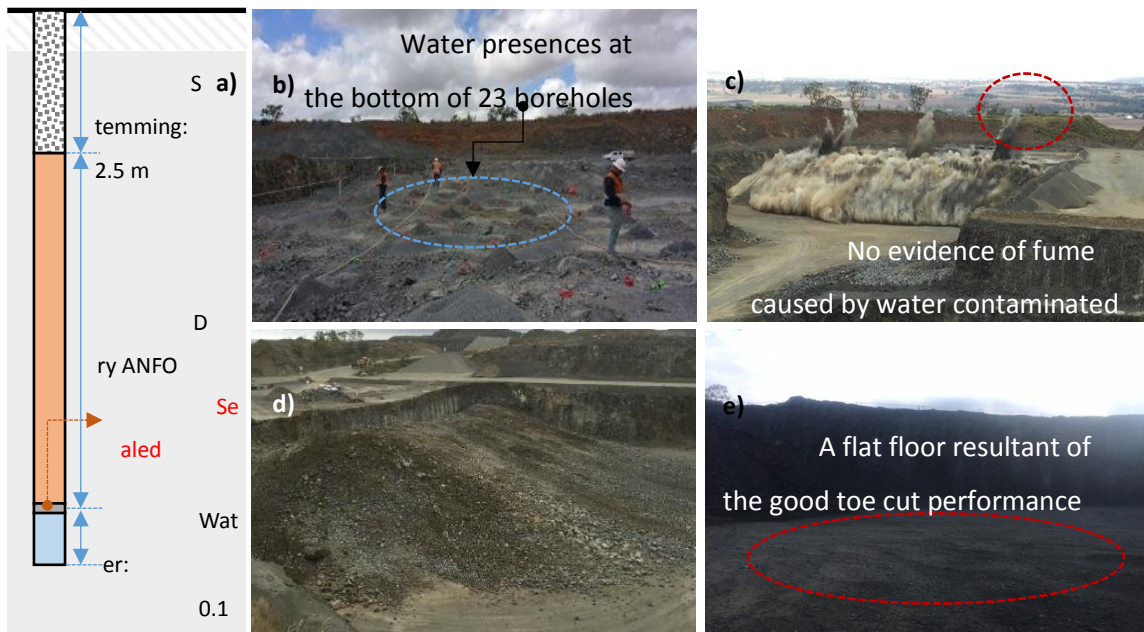 S
a)
temming:
2.5 m
D
ry ANFO
Se
aled
Wat
er:
0.1
b)
Water presences at
the bottom of 23 boreholes
c)
No evidence of fume
caused by water contaminated
d)
e)
A flat floor resultant of
the good toe cut performance